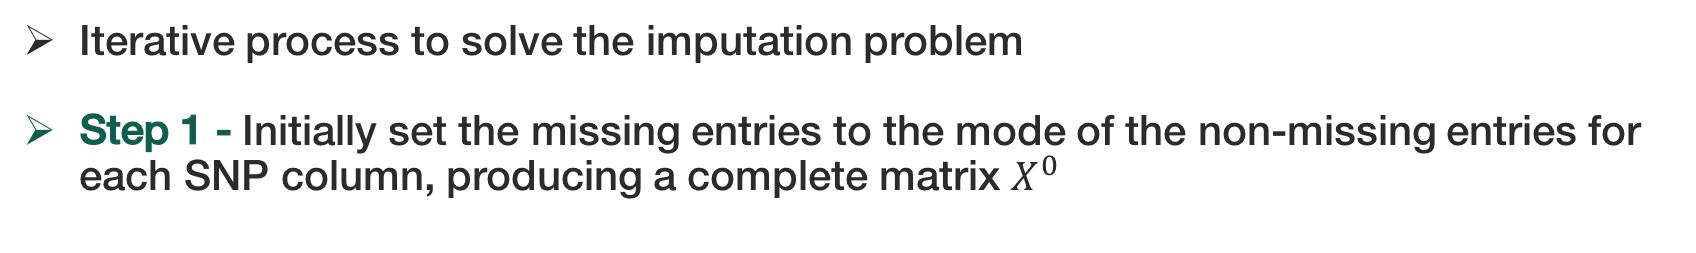 ➢ Iterative process to solve the imputation problem
➢ Step 1 - Initially set the missing entries to the mode of the non-missing entries for
each SNP column, producing a complete matrix X⁰